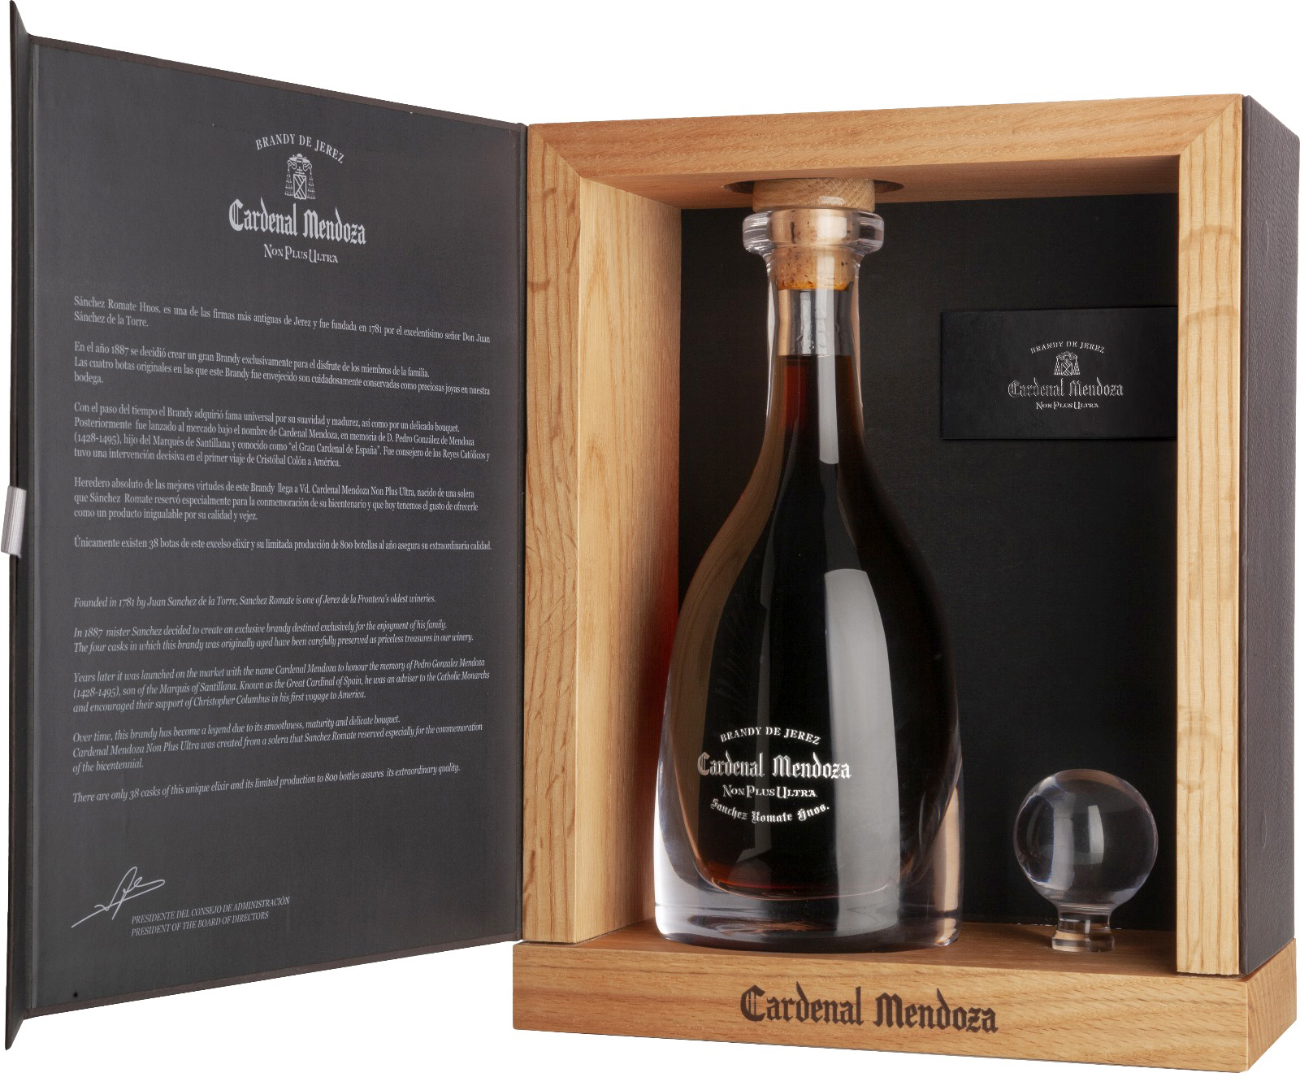 BRANDY DE JEREZ
Cardenal Mendoza
NON PLUS ULTRA
Sánchez Romate Hnos, es una de las firmas más antiguas de Jerez y fue fundada en 1781 por el excelentísimo señor Don Juan
Sánchez de la Torre.
En el año 1887 se decidió crear un gran Brandy exclusivamente para el disfrute de los miembros de la familia.
Las cuatro botas originales en las que este Brandy fue envejecido son cuidadosamente conservadas como preciosas joyas en nuestra
bodega.
Con el paso del tiempo el Brandy adquirió fama universal por su suavidad y madurez, así como por un delicado bouquet.
Posteriormente fue lanzado al mercado bajo el nombre de Cardenal Mendoza, en memoria de D. Pedro González de Mendoza
(1428-1495), hijo del Marqués de Santillana y conocido como "el Gran Cardenal de España". Fue consejero de los Reyes Católicos y
tuvo una intervención decisiva en el primer viaje de Cristóbal Colón a América.
Heredero absoluto de las mejores virtudes de este Brandy llega a Vd. Cardenal Mendoza Non Plus Ultra, nacido de una solera
que Sánchez Romate reservó especialmente para la conmemoración de su bicentenario y que hoy tenemos el gusto de ofrecerle
como un producto inigualable por su calidad y vejez.
Únicamente existen 38 botas de este excelso elixir y su limitada producción de 800 botellas al año asegura su extraordinaria calidad.
Founded in 1781 by Juan Sanchez de la Torre, Sanchez Romate is one of Jerez de la Frontera's oldest wineries.
In 1887 mister Sanchez decided to create an exclusive brandy destined exclusively for the enjoyment of his family.
The four casks in which this brandy was originally aged have been carefully preserved as priceless treasures in our winery.
Years later it was launched on the market with the name Cardenal Mendoza to honour the memory of Pedro Gonzalez Mendoza
(1428-1495), son of the Marquis of Santillana. Known as the Great Cardinal of Spain, he was an adviser to the Catholic Monarchs
and encouraged their support of Christopher Columbus in his first voyage to America.
Over time, this brandy has become a legend due to its smoothness, maturity and delicate bouquet.
Cardenal Mendoza Non Plus Ultra was created from a solera that Sanchez Romate reserved especially for the commemoration
of the bicentennial.
There are only 38 casks of this unique elixir and its limited production to 800 bottles assures its extraordinary quality.
PRESIDENTE DEL CONSEJO DE ADMINISTRACIÓN
PRESIDENT OF THE BOARD OF DIRECTORS
BRANDY DE JEREZ
Cardenal Mendoza
NON PLUS ULTRA
BRANDY DE JEREZ
Cardenal Mendoza
NON PLUS ULTRA
Sanchez Romate Hnos.
Cardenal Mendoza